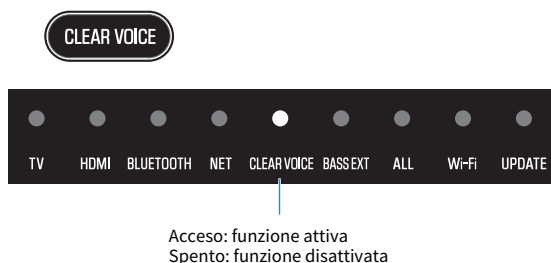 CLEAR VOICE
TV HDMI BLUETOOTH NET CLEAR VOICE BASS EXT ALL Wi-Fi UPDATE
Acceso: funzione attiva
Spento: funzione disattivata